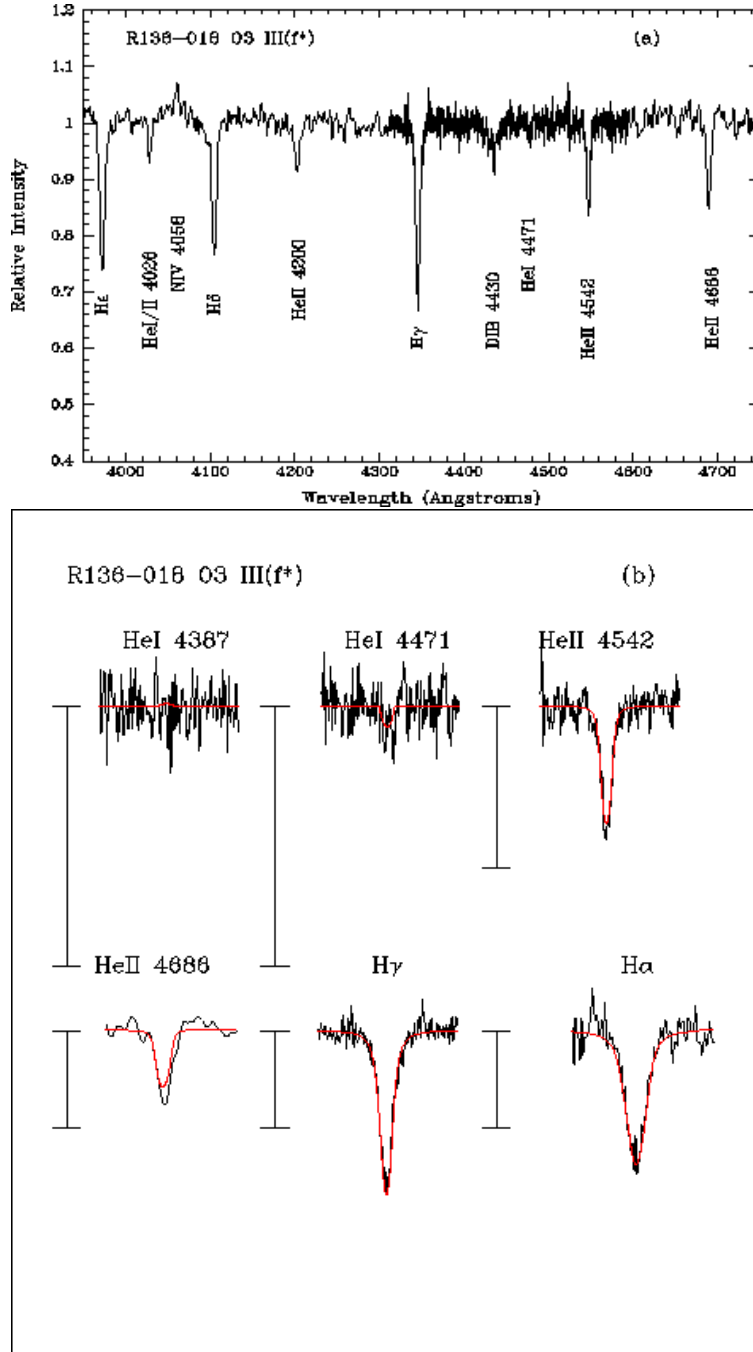 1.2
R136-018 O3 III(f*) (a)
1.1
1
0.9
0.8
0.7
0.6
0.5
0.4
Relative Intensity
Hε
HeI/II 4026
NIV 4058
Hδ
HeII 4200
Hγ
DIB 4430
HeI 4471
HeII 4542
HeII 4686
4000 4100 4200 4300 4400 4500 4600 4700
Wavelength (Angstroms)
R136-018 O3 III(f*) (b)
HeI 4387 HeI 4471 HeII 4542
HeII 4686 Hγ Hα